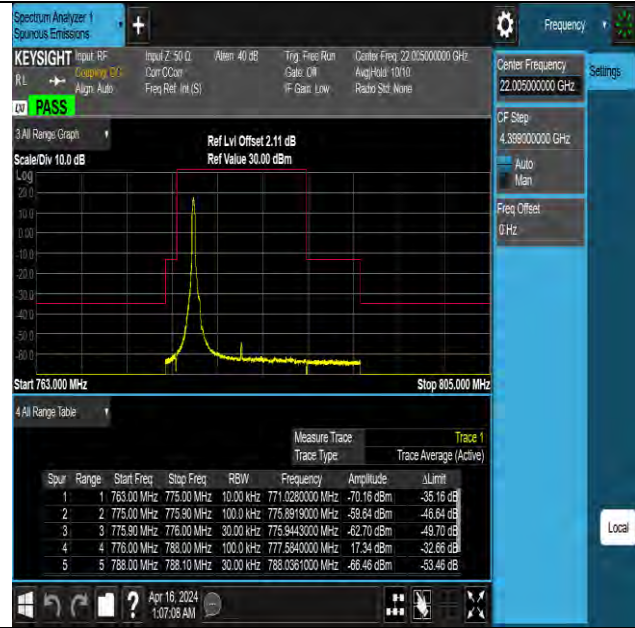 Spectrum Analyzer 1
Spurious Emissions
Frequency
KEYSIGHT
Input: RF
Input Z: 50 Ω
Atten: 40 dB
Trig: Free Run
Center Freq: 22.005000000 GHz
RL
Coupling: DC
Corr CCorr
Gate: Off
Avg|Hold: 10/10
Align: Auto
Freq Ref: Int (S)
IF Gain: Low
Radio Std: None
LXI PASS
Center Frequency
22.005000000 GHz
Settings
CF Step
4.399000000 GHz
Auto
Man
Freq Offset
0 Hz
3 All Range Graph
Ref Lvl Offset 2.11 dB
Scale/Div 10.0 dB
Ref Value 30.00 dBm
Log
20.0
10.0
0.00
-10.0
-20.0
-30.0
-40.0
-50.0
-60.0
Start 763.000 MHz
Stop 805.000 MHz
4 All Range Table
Measure Trace Trace 1
Trace Type Trace Average (Active)
Spur Range Start Freq Stop Freq RBW Frequency Amplitude ΔLimit
1 1 763.00 MHz 775.00 MHz 10.00 kHz 771.0280000 MHz -70.16 dBm -35.16 dB
2 2 775.00 MHz 775.90 MHz 100.0 kHz 775.8919000 MHz -59.64 dBm -46.64 dB
3 3 775.90 MHz 776.00 MHz 30.00 kHz 775.9443000 MHz -62.70 dBm -49.70 dB
4 4 776.00 MHz 788.00 MHz 100.0 kHz 777.5840000 MHz 17.34 dBm -32.66 dB
5 5 788.00 MHz 788.10 MHz 30.00 kHz 788.0361000 MHz -66.46 dBm -53.46 dB
Local
?
Apr 16, 2024
1:07:08 AM